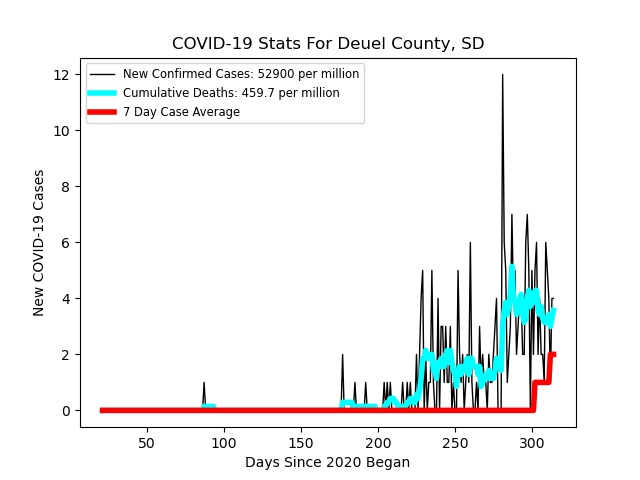 COVID-19 Stats For Deuel County, SD
New Confirmed Cases: 52900 per million
Cumulative Deaths: 459.7 per million
7 Day Case Average
12
10
8
6
4
2
0
New COVID-19 Cases
50 100 150 200 250 300
Days Since 2020 Began